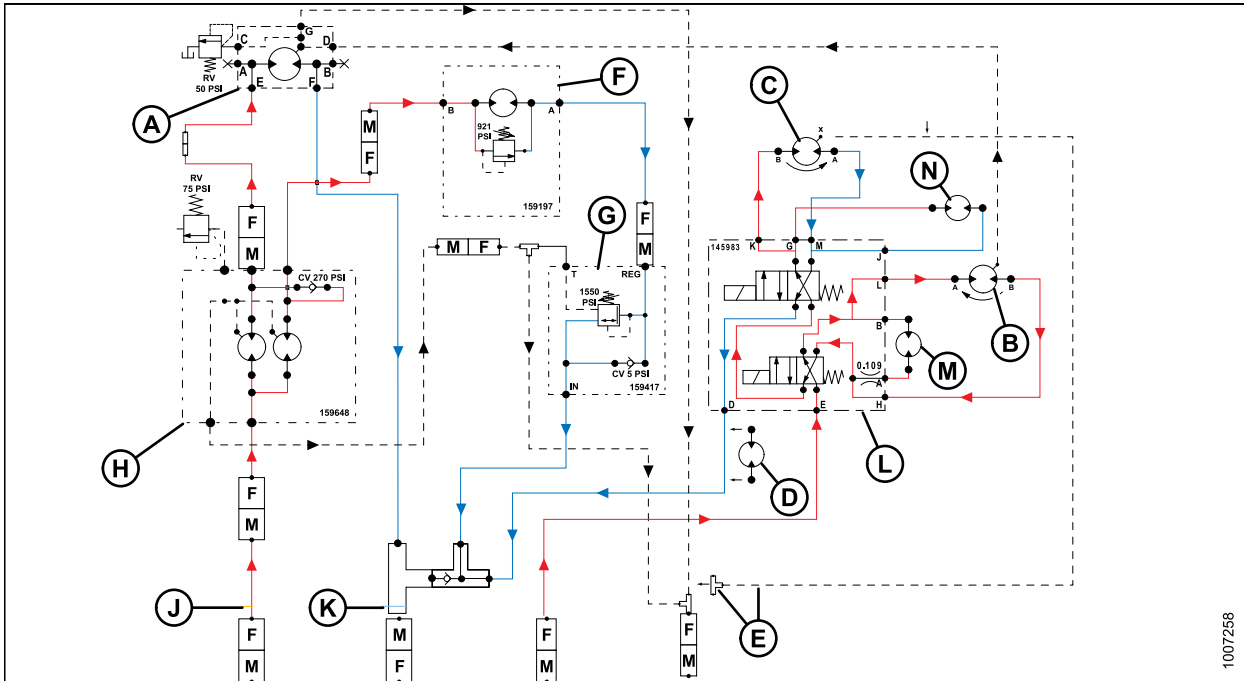 G
C
D
A
B
RV
50 PSI
E
F
A
F
B
A
921
PSI
159197
M
F
C
x
B
A
N
RV
75 PSI
F
M
CV 270 PSI
M
F
G
F
M
T
REG
1550
PSI
CV 5 PSI
159417
IN
K
G
M
145983
J
L
A
B
B
B
M
0.109
A
H
D
E
L
159648
H
D
F
M
J
K
E
F
M
M
F
F
M
F
M
1007258